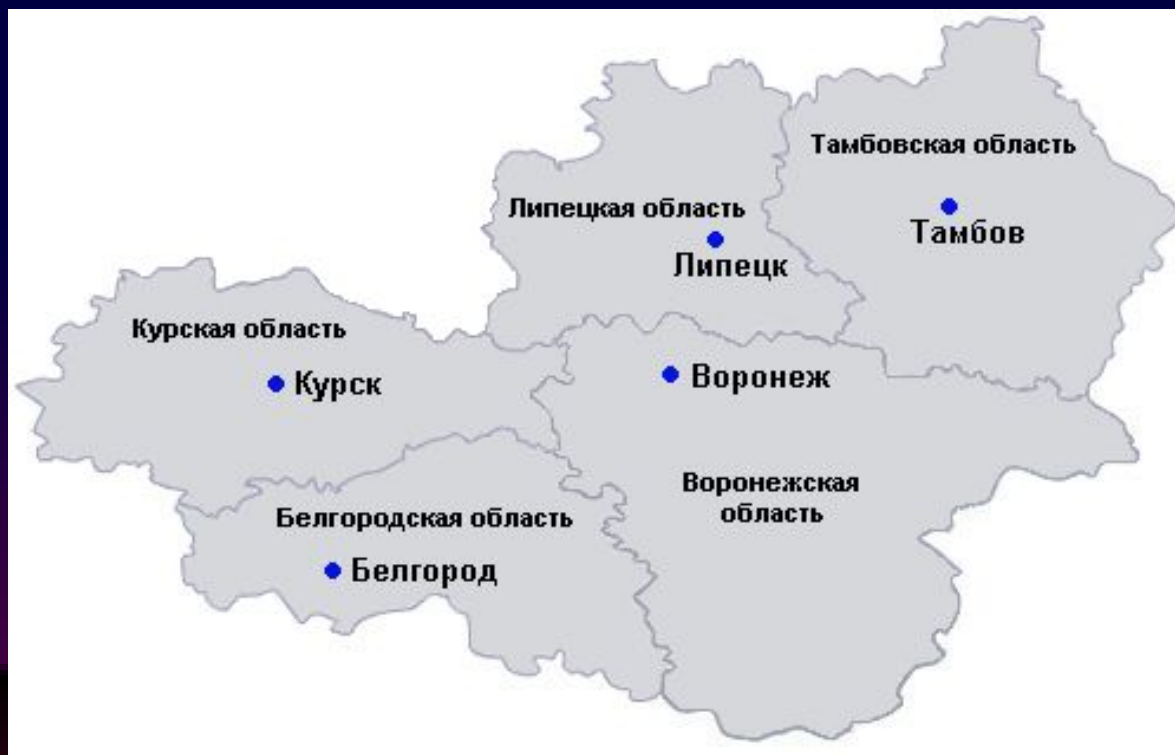 Тамбовская область
Тамбов
Липецкая область
Липецк
Курская область
Курск
Воронеж
Воронежская
область
Белгородская область
Белгород